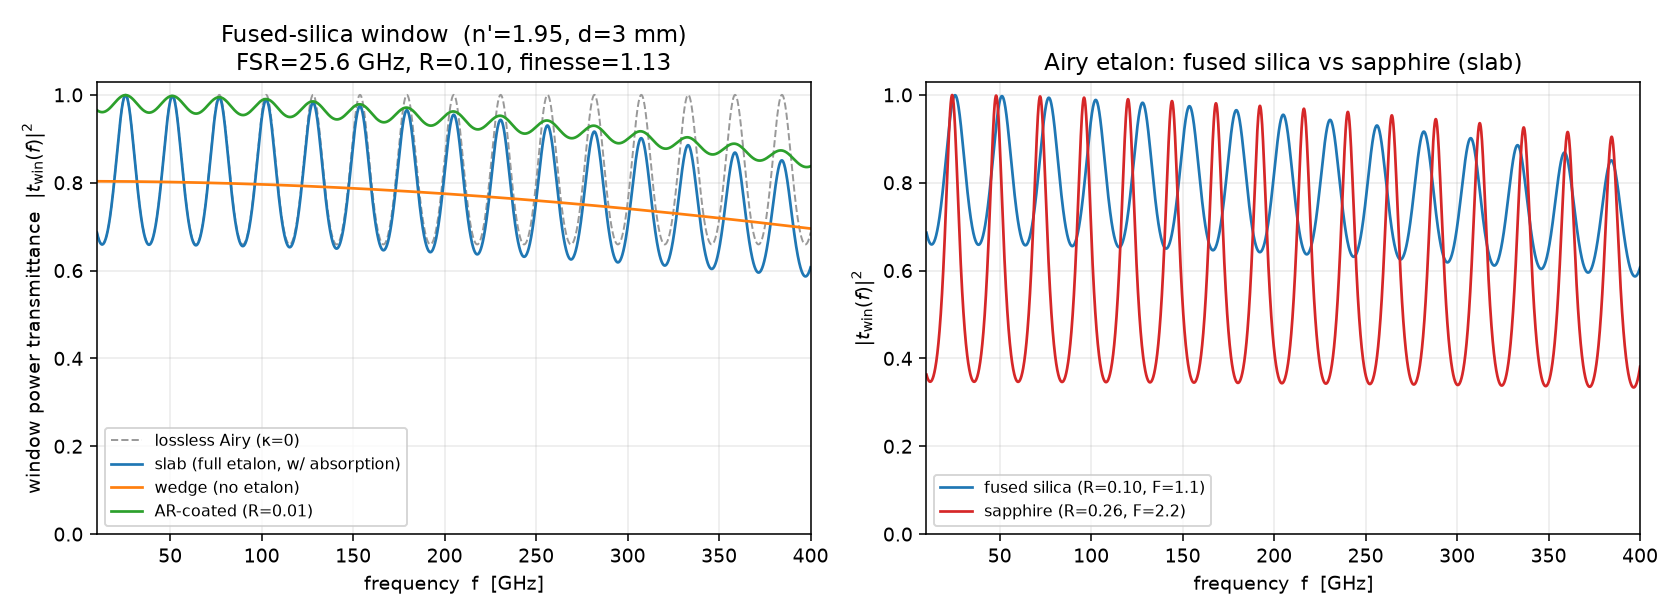 Fused-silica window  (n'=1.95, d=3 mm)
FSR=25.6 GHz, R=0.10, finesse=1.13
window power transmittance |t_win(f)|²
1.0
0.8
0.6
0.4
0.2
0.0
lossless Airy (κ=0)
slab (full etalon, w/ absorption)
wedge (no etalon)
AR-coated (R=0.01)
50 100 150 200 250 300 350 400
frequency f [GHz]
Airy etalon: fused silica vs sapphire (slab)
|t_win(f)|²
1.0
0.8
0.6
0.4
0.2
0.0
fused silica (R=0.10, F=1.1)
sapphire (R=0.26, F=2.2)
50 100 150 200 250 300 350 400
frequency f [GHz]